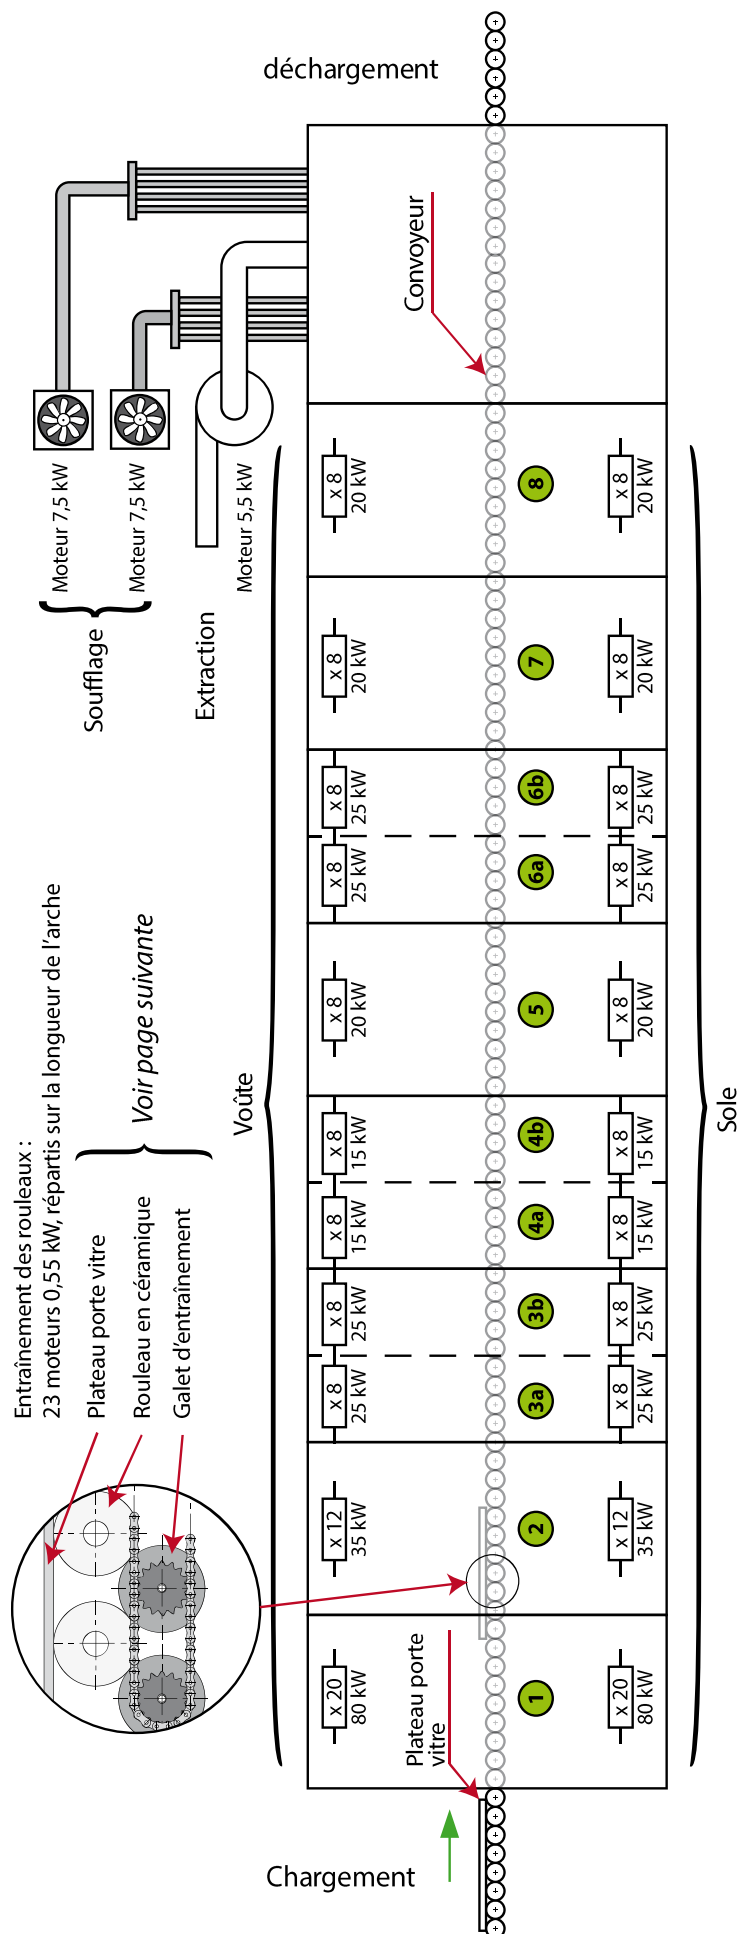 déchargement
Convoyeur
Moteur 7,5 kW
Moteur 7,5 kW
Moteur 5,5 kW
Soufflage
Extraction
Entraînement des rouleaux :
23 moteurs 0,55 kW, répartis sur la longueur de l'arche
Plateau porte vitre
Rouleau en céramique
Galet d'entraînement
Voir page suivante
Voûte
x 20
80 kW
x 12
35 kW
x 8
25 kW
x 8
25 kW
x 8
15 kW
x 8
15 kW
x 8
20 kW
x 8
25 kW
x 8
25 kW
x 8
20 kW
x 8
20 kW
1
2
3a
3b
4a
4b
5
6a
6b
7
8
x 20
80 kW
x 12
35 kW
x 8
25 kW
x 8
25 kW
x 8
15 kW
x 8
15 kW
x 8
20 kW
x 8
25 kW
x 8
25 kW
x 8
20 kW
x 8
20 kW
Sole
Plateau porte
vitre
Chargement